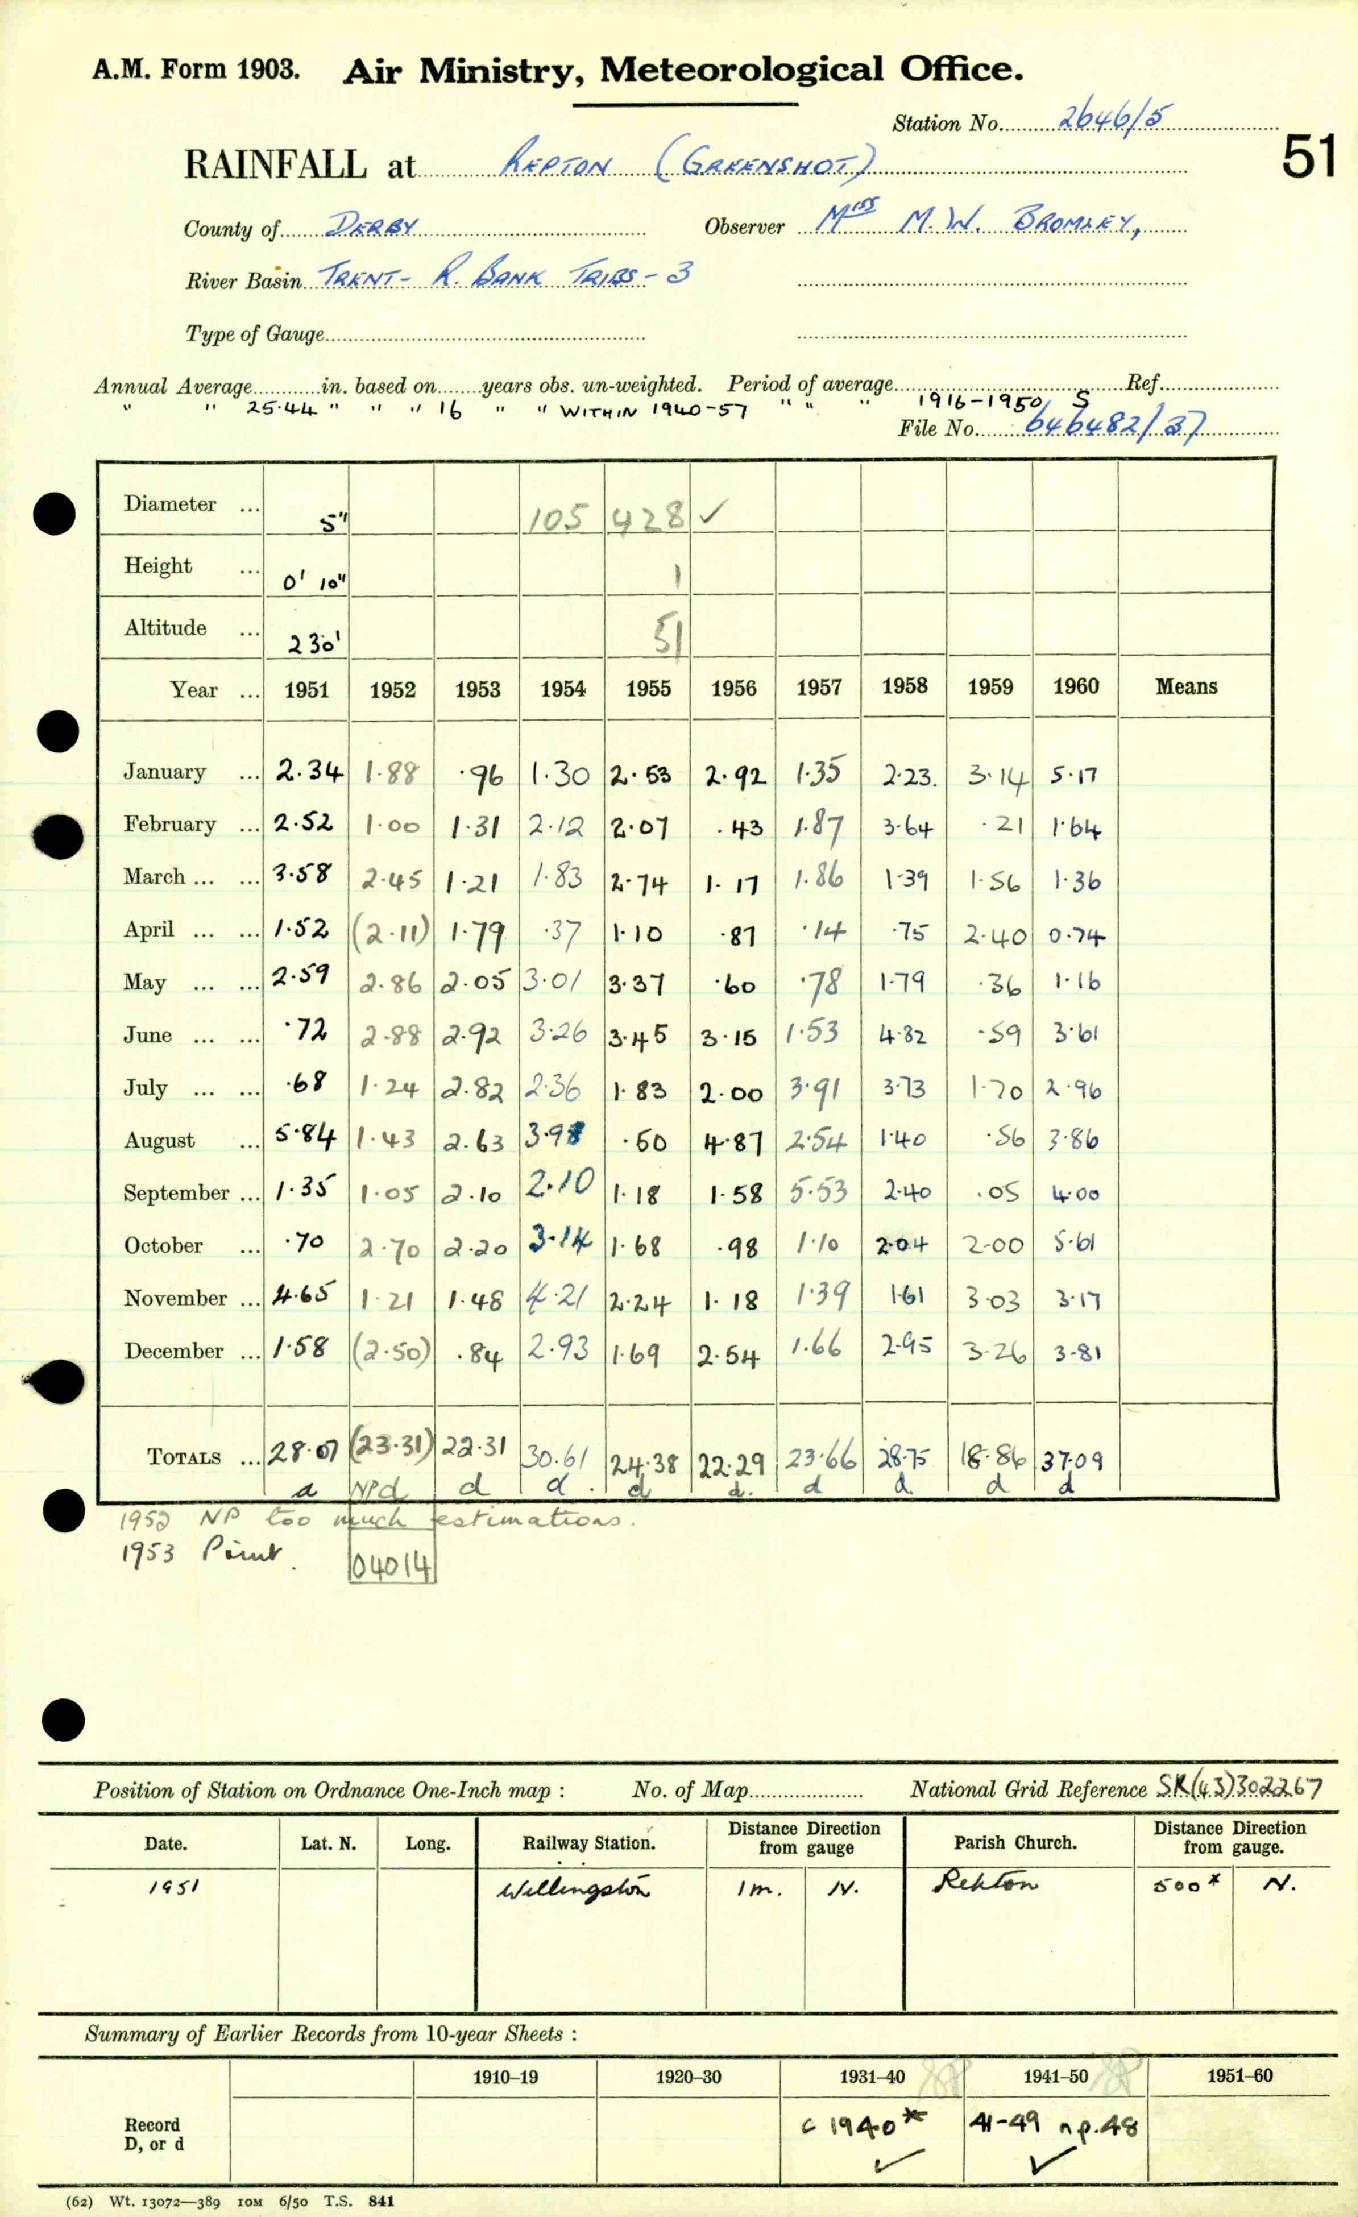 A.M. Form 1903. Air Ministry, Meteorological Office.
Station No. 2646/5
51
RAINFALL at REPTON (GREENSHOT)
County of DERBY Observer Miss M.W. BROMLEY,
River Basin TRENT - R. BANK TRIBS - 3
Type of Gauge
Annual Average in. based on years obs. un-weighted. Period of average Ref.
" " 25·44 " " " 16 " " WITHIN 1940-57 " " " 1916-1950 S
File No. 646482/37
Diameter ... 5" 105 428 ✓
Height ... 0' 10" 1
Altitude ... 230' 51
Year ... 1951 1952 1953 1954 1955 1956 1957 1958 1959 1960 Means
January ... 2·34 1·88 ·96 1·30 2·53 2·92 1·35 2·23 3·14 5·17
February ... 2·52 1·00 1·31 2·12 2·07 ·43 1·87 3·64 ·21 1·64
March ... ... 3·58 2·45 1·21 1·83 2·74 1·17 1·86 1·39 1·56 1·36
April ... ... 1·52 (2·11) 1·79 ·37 1·10 ·87 ·14 ·75 2·40 0·74
May ... ... 2·59 2·86 2·05 3·01 3·37 ·60 ·78 1·79 ·36 1·16
June ... ... ·72 2·88 2·92 3·26 3·45 3·15 1·53 4·82 ·59 3·61
July ... ... ·68 1·24 2·82 2·36 1·83 2·00 3·91 3·73 1·70 2·96
August ... 5·84 1·43 2·63 3·98 ·50 4·87 2·54 1·40 ·56 3·86
September ... 1·35 1·05 2·10 2·10 1·18 1·58 5·53 2·40 ·05 4·00
October ... ·70 2·70 2·20 3·14 1·68 ·98 1·10 2·04 2·00 5·61
November ... 4·65 1·21 1·48 4·21 2·24 1·18 1·39 1·61 3·03 3·17
December ... 1·58 (2·50) ·84 2·93 1·69 2·54 1·66 2·95 3·26 3·81
TOTALS ... 28·07 (23·31) 22·31 30·61 24·38 22·29 23·66 28·75 18·86 37·09
a NPd d d d d d d d d
1952 NP too much estimations.
1953 Print.
04014
Position of Station on Ordnance One-Inch map : No. of Map National Grid Reference SK(43)302267
Date. Lat. N. Long. Railway Station. Distance Direction from gauge Parish Church. Distance Direction from gauge.
1951 Willington 1m. N. Repton 500ˣ N.
Summary of Earlier Records from 10-year Sheets :
1910–19 1920–30 1931–40 1941–50 1951–60
Record
D, or d c 1940* 41-49 np.48
✓ ✓
(62) Wt. 13072—389 10M 6/50 T.S. 841